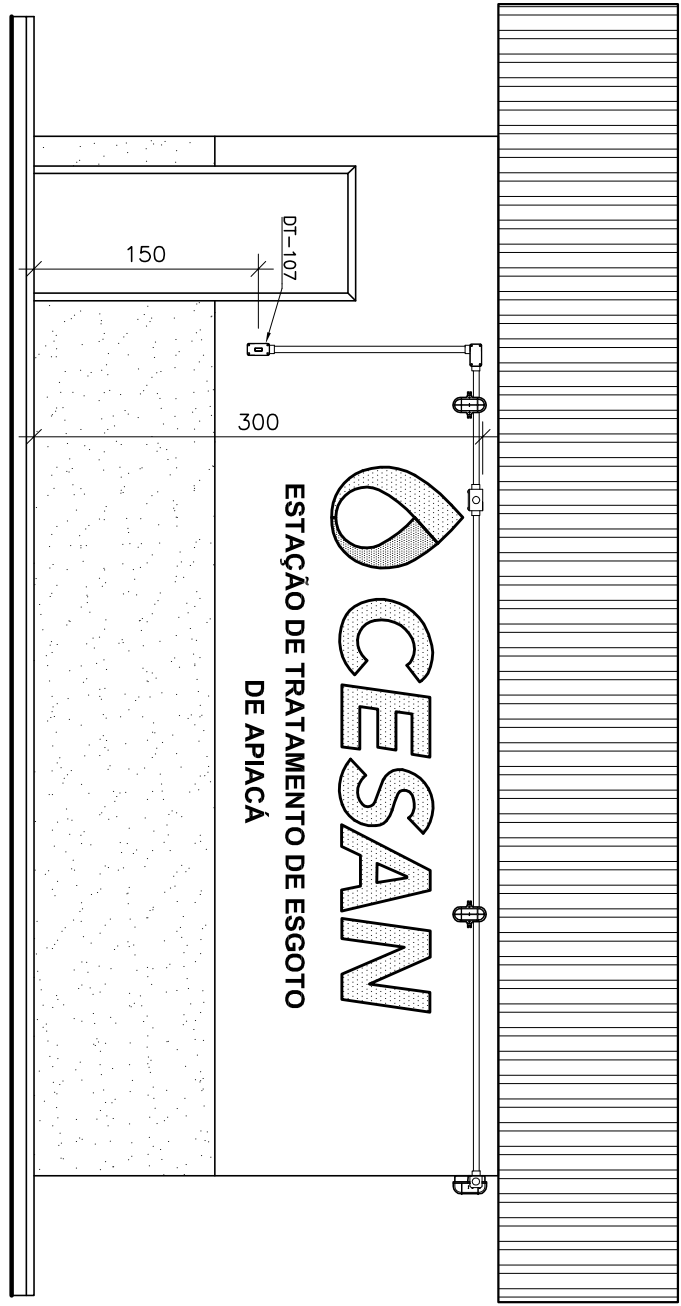 CESAN
ESTAÇÃO DE TRATAMENTO DE ESGOTO
DE APIACÁ
DT-107
150
300